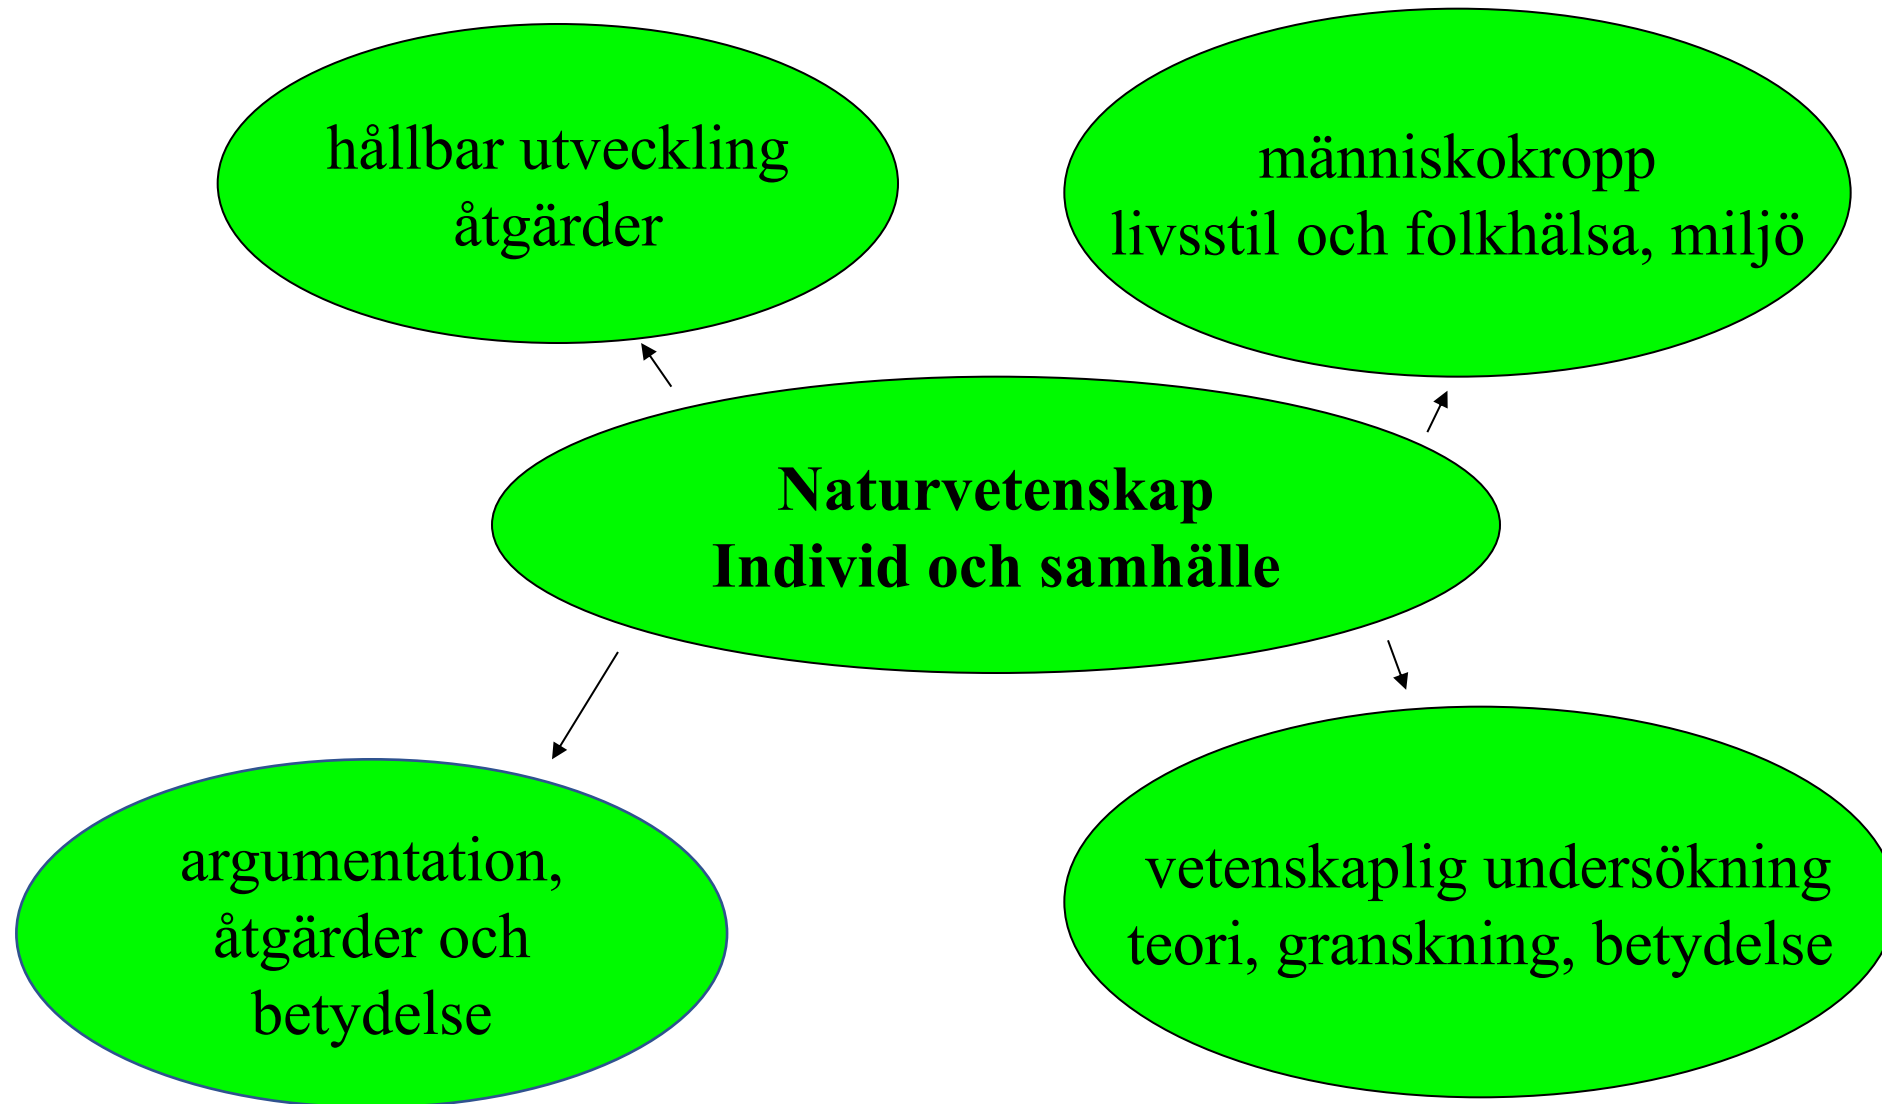 hållbar utveckling
åtgärder
människokropp
livsstil och folkhälsa, miljö
Naturvetenskap
Individ och samhälle
argumentation,
åtgärder och
betydelse
vetenskaplig undersökning
teori, granskning, betydelse